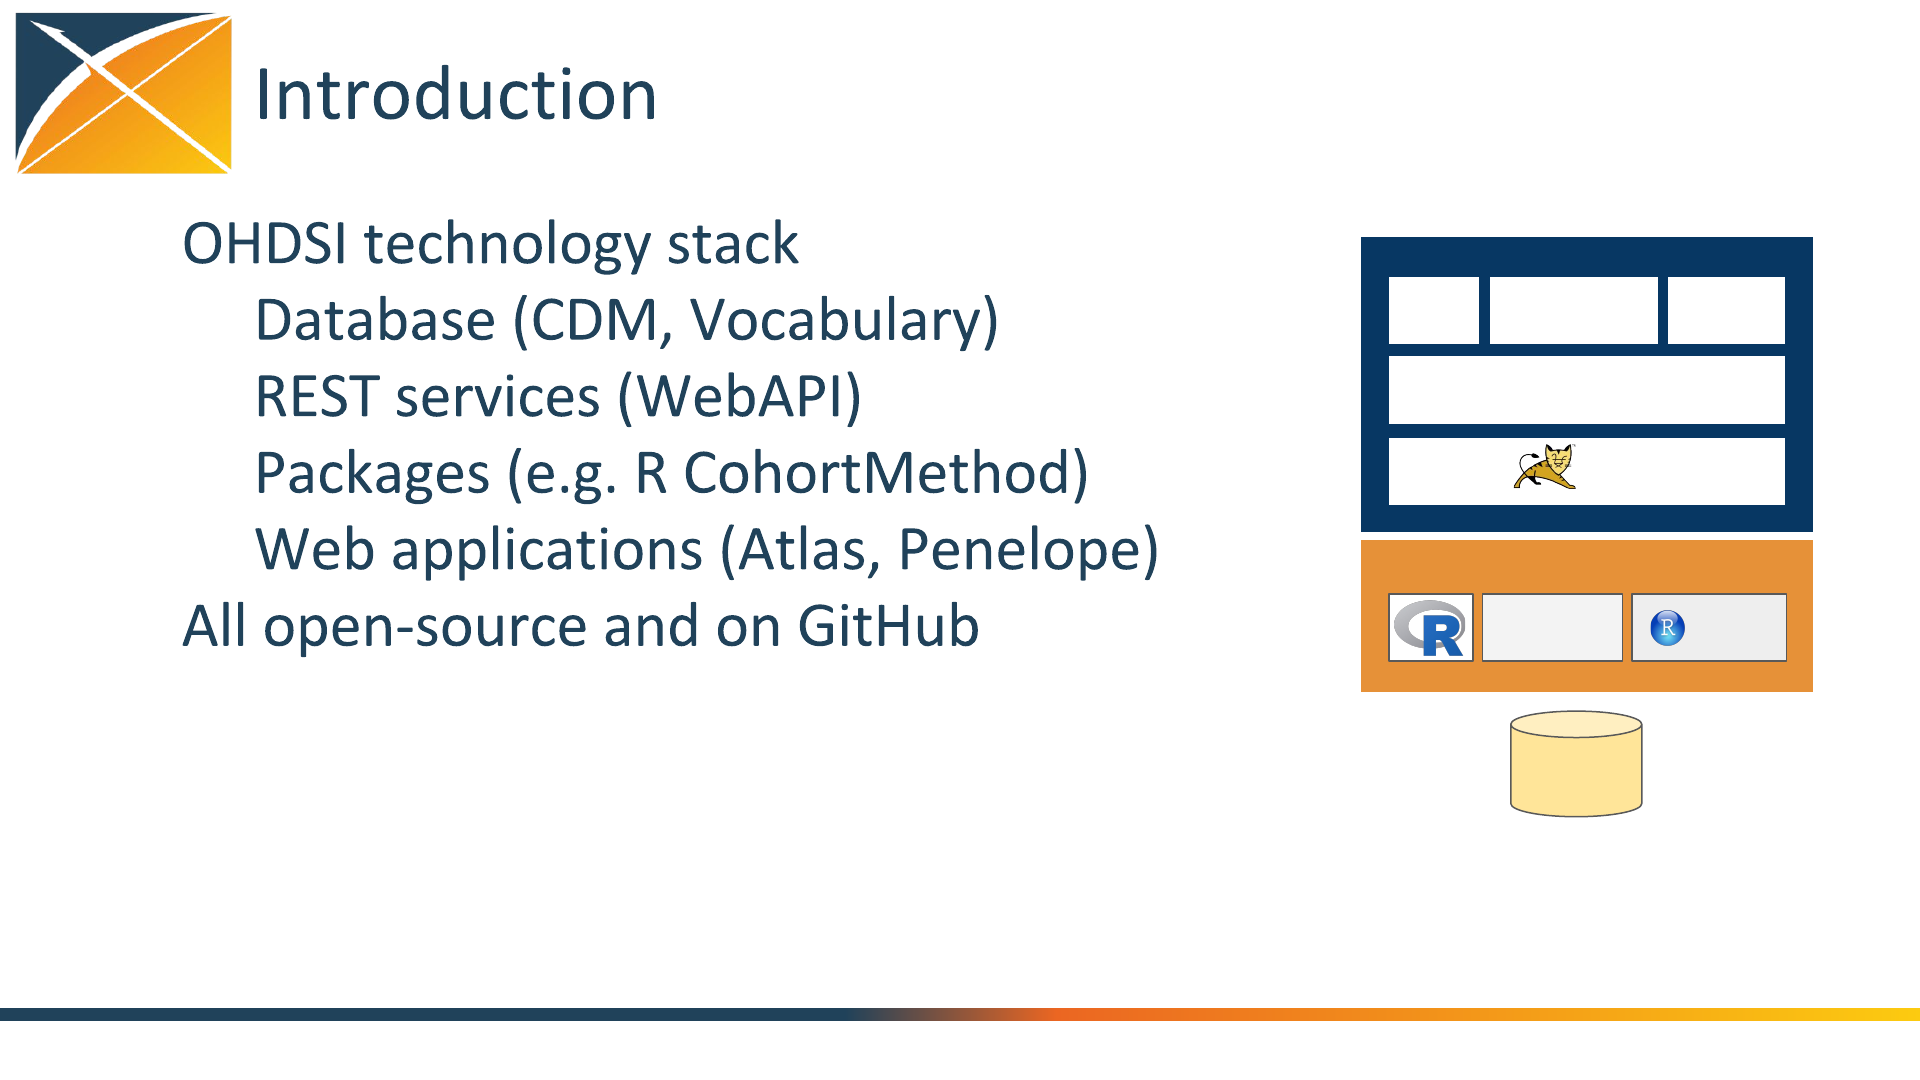 Introduction
OHDSI technology stack
Database (CDM, Vocabulary)
REST services (WebAPI)
Packages (e.g. R CohortMethod)
Web applications (Atlas, Penelope)
All open-source and on GitHub
R
R